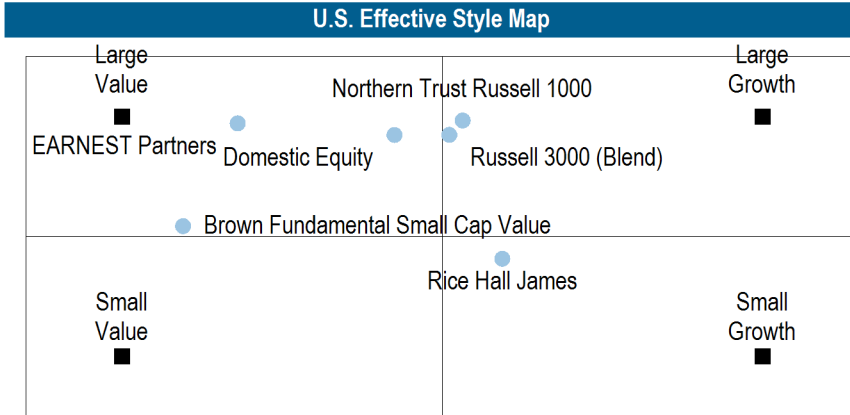 U.S. Effective Style Map
Large
Value
Large
Growth
Northern Trust Russell 1000
EARNEST Partners
Domestic Equity
Russell 3000 (Blend)
Brown Fundamental Small Cap Value
Rice Hall James
Small
Value
Small
Growth